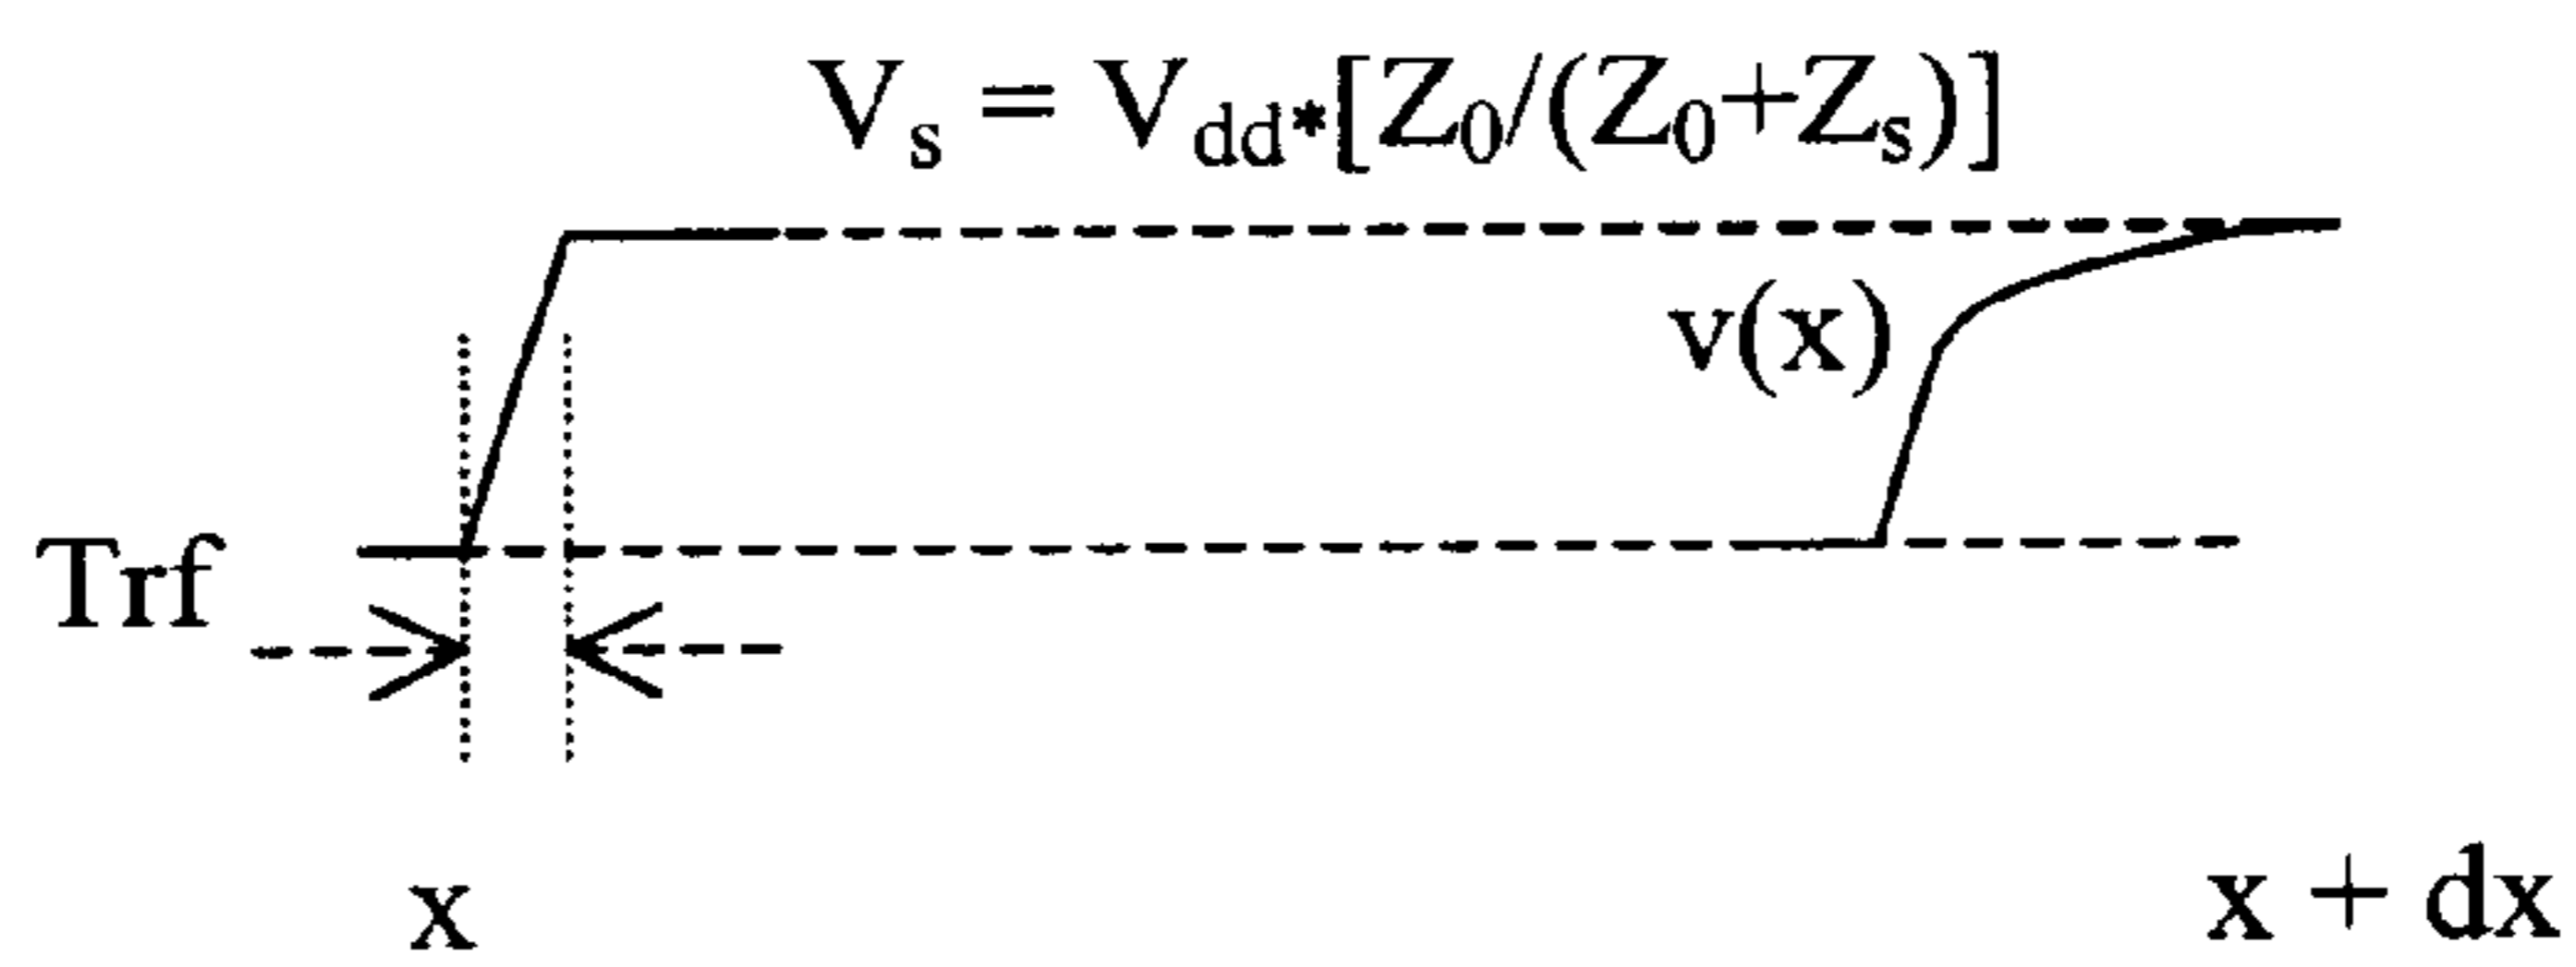 Vs = Vdd*[Z0/(Z0+Zs)]
v(x)
Trf
x
x + dx